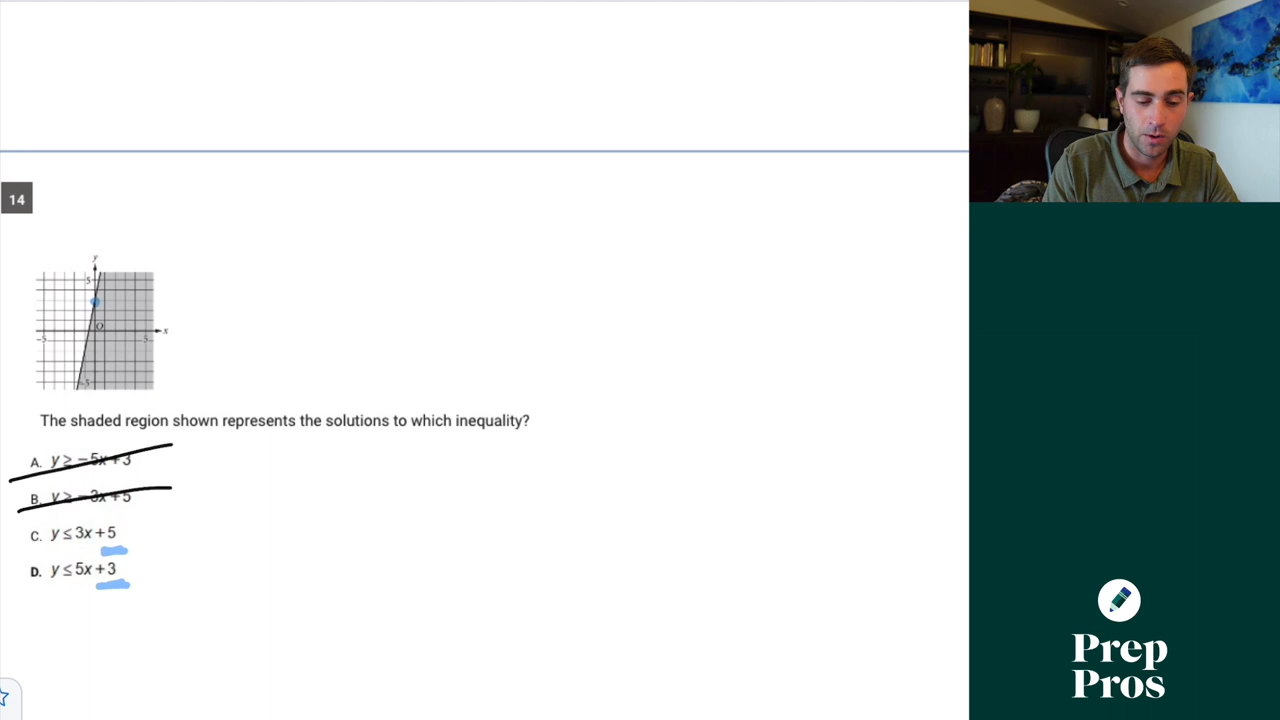 14
y
5
O
x
-5
5
-5
The shaded region shown represents the solutions to which inequality?
A. y ≥ −5x + 3
B. y ≥ −3x + 5
C. y ≤ 3x + 5
D. y ≤ 5x + 3
Prep
Pros